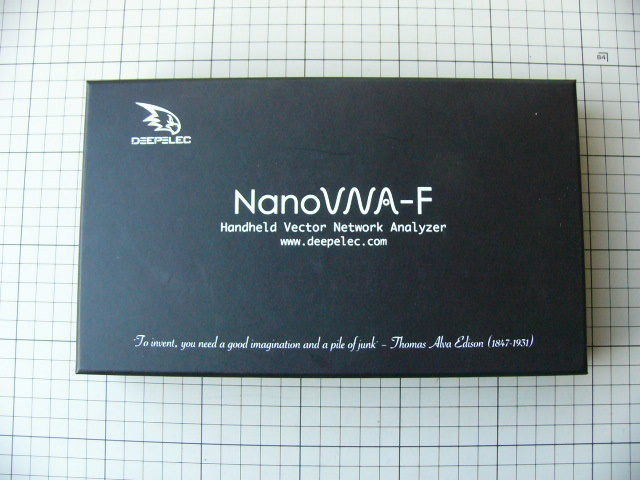 B4
DEEPELEC
NanoVNA-F
Handheld Vector Network Analyzer
www.deepelec.com
"To invent, you need a good imagination and a pile of junk" - Thomas Alva Edison (1847-1931)